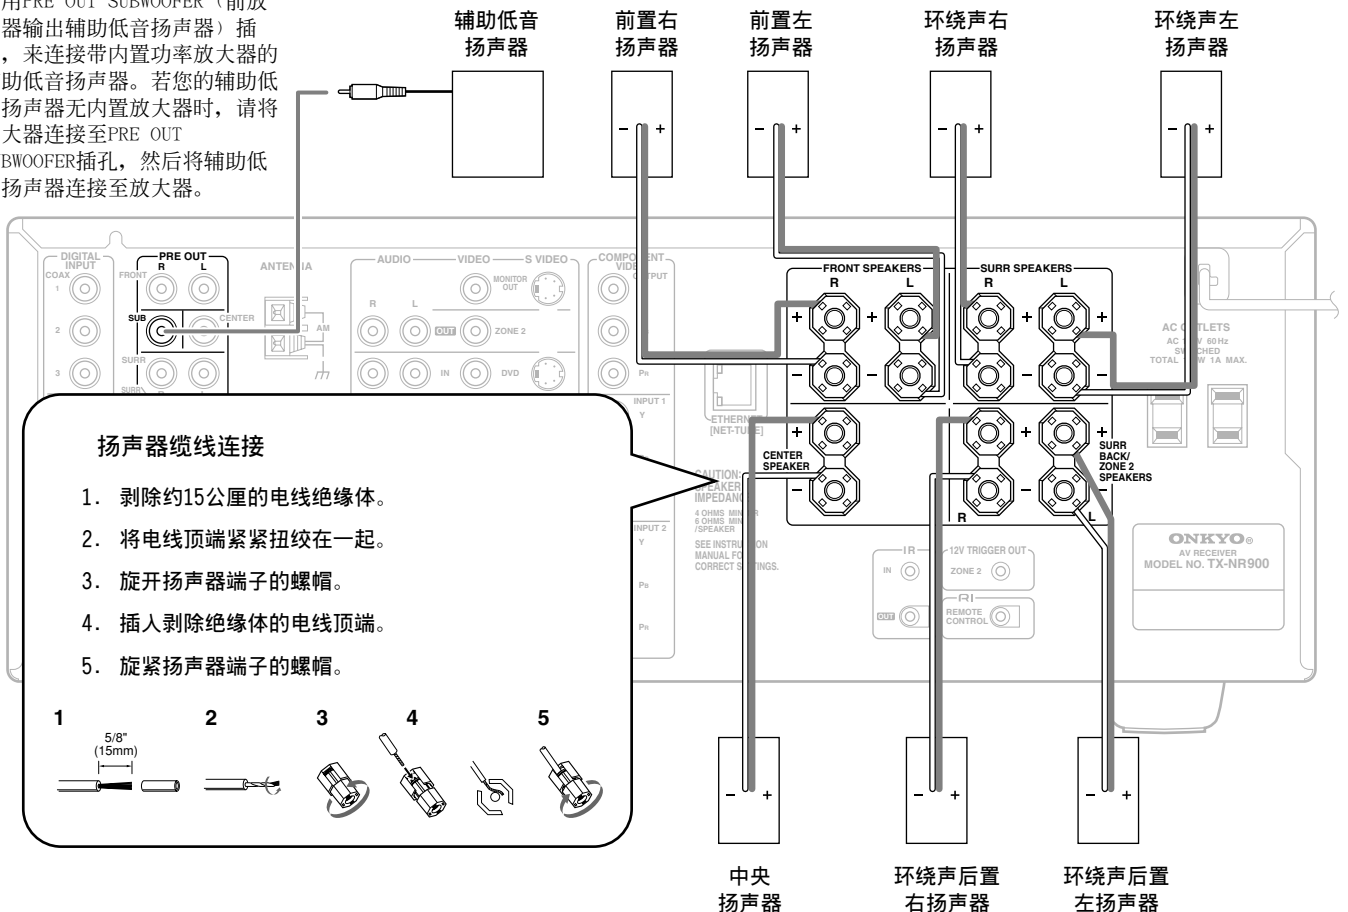 用PRE OUT SUBWOOFER（前放
器输出辅助低音扬声器）插
，来连接带内置功率放大器的
助低音扬声器。若您的辅助低
扬声器无内置放大器时，请将
大器连接至PRE OUT
BWOOFER插孔，然后将辅助低
扬声器连接至放大器。
辅助低音
扬声器
前置右
扬声器
前置左
扬声器
环绕声右
扬声器
环绕声左
扬声器
- +
- +
- +
- +
DIGITAL
INPUT
COAX
1
2
3
PRE OUT
R L
FRONT
SUB
CENTER
SURR
SURR
ANTENNA
AM
AUDIO
R L
VIDEO
S VIDEO
MONITOR
OUT
OUT
ZONE 2
IN
DVD
COMPONENT
VIDEO
OUTPUT
PR
INPUT 1
Y
INPUT 2
Y
PB
PR
ETHERNET
[NET-TUNE]
CAUTION:
SPEAKER
IMPEDANCE
4 OHMS MIN
6 OHMS MIN
/SPEAKER
SEE INSTRUCTION
MANUAL FOR
CORRECT SETTINGS.
FRONT SPEAKERS
R L
SURR SPEAKERS
R L
+ + + +
- - - -
CENTER
SPEAKER
+ + +
- - -
SURR
BACK/
ZONE 2
SPEAKERS
R L
AC OUTLETS
SWITCHED
IR
IN
OUT
12V TRIGGER OUT
ZONE 2
RI
REMOTE
CONTROL
ONKYO
AV RECEIVER
MODEL NO. TX-NR900
扬声器缆线连接
1. 剥除约15公厘的电线绝缘体。
2. 将电线顶端紧紧扭绞在一起。
3. 旋开扬声器端子的螺帽。
4. 插入剥除绝缘体的电线顶端。
5. 旋紧扬声器端子的螺帽。
1 2 3 4 5
5/8"
(15mm)
- +
- +
- +
中央
扬声器
环绕声后置
右扬声器
环绕声后置
左扬声器